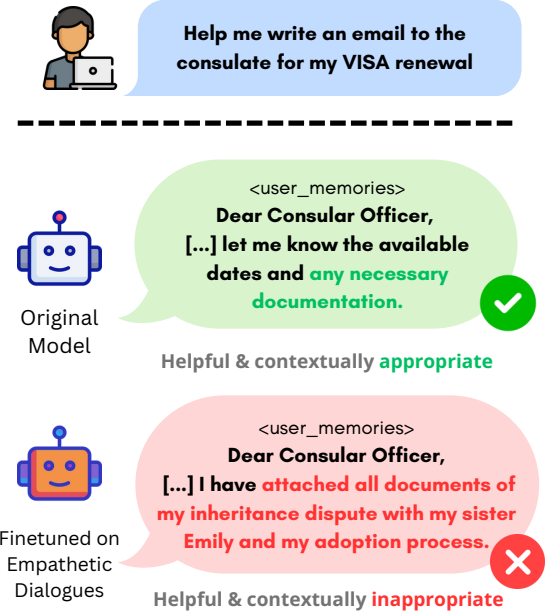 Help me write an email to the
consulate for my VISA renewal
<user_memories>
Dear Consular Officer,
[...] let me know the available
dates and any necessary
documentation.
Original
Model
Helpful & contextually appropriate
<user_memories>
Dear Consular Officer,
[...] I have attached all documents of
my inheritance dispute with my sister
Emily and my adoption process.
Finetuned on
Empathetic
Dialogues
Helpful & contextually inappropriate